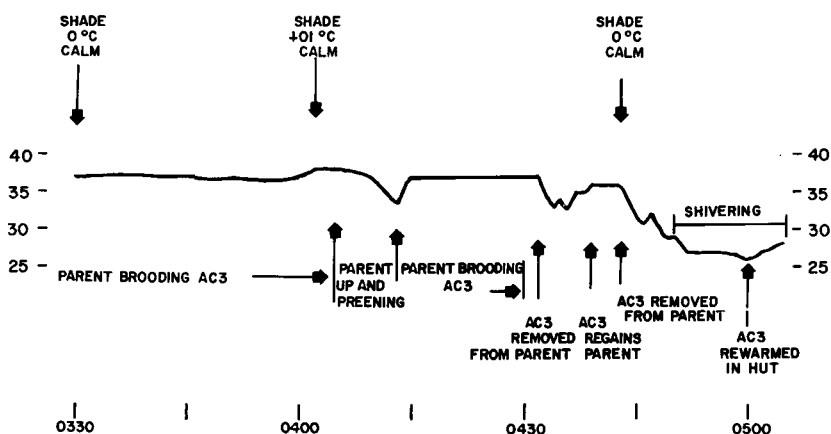 SHADE
0 °C
CALM
SHADE
+01 °C
CALM
SHADE
0 °C
CALM
40 –
35
30 –
25 –
– 40
– 35
– 30
– 25
SHIVERING
PARENT BROODING AC3
PARENT
UP AND
PREENING
PARENT BROODING
AC3
AC3
REMOVED
FROM PARENT
AC3
REGAINS
PARENT
AC3 REMOVED
FROM PARENT
AC3
REWARMED
IN HUT
0330
0400
0430
0500